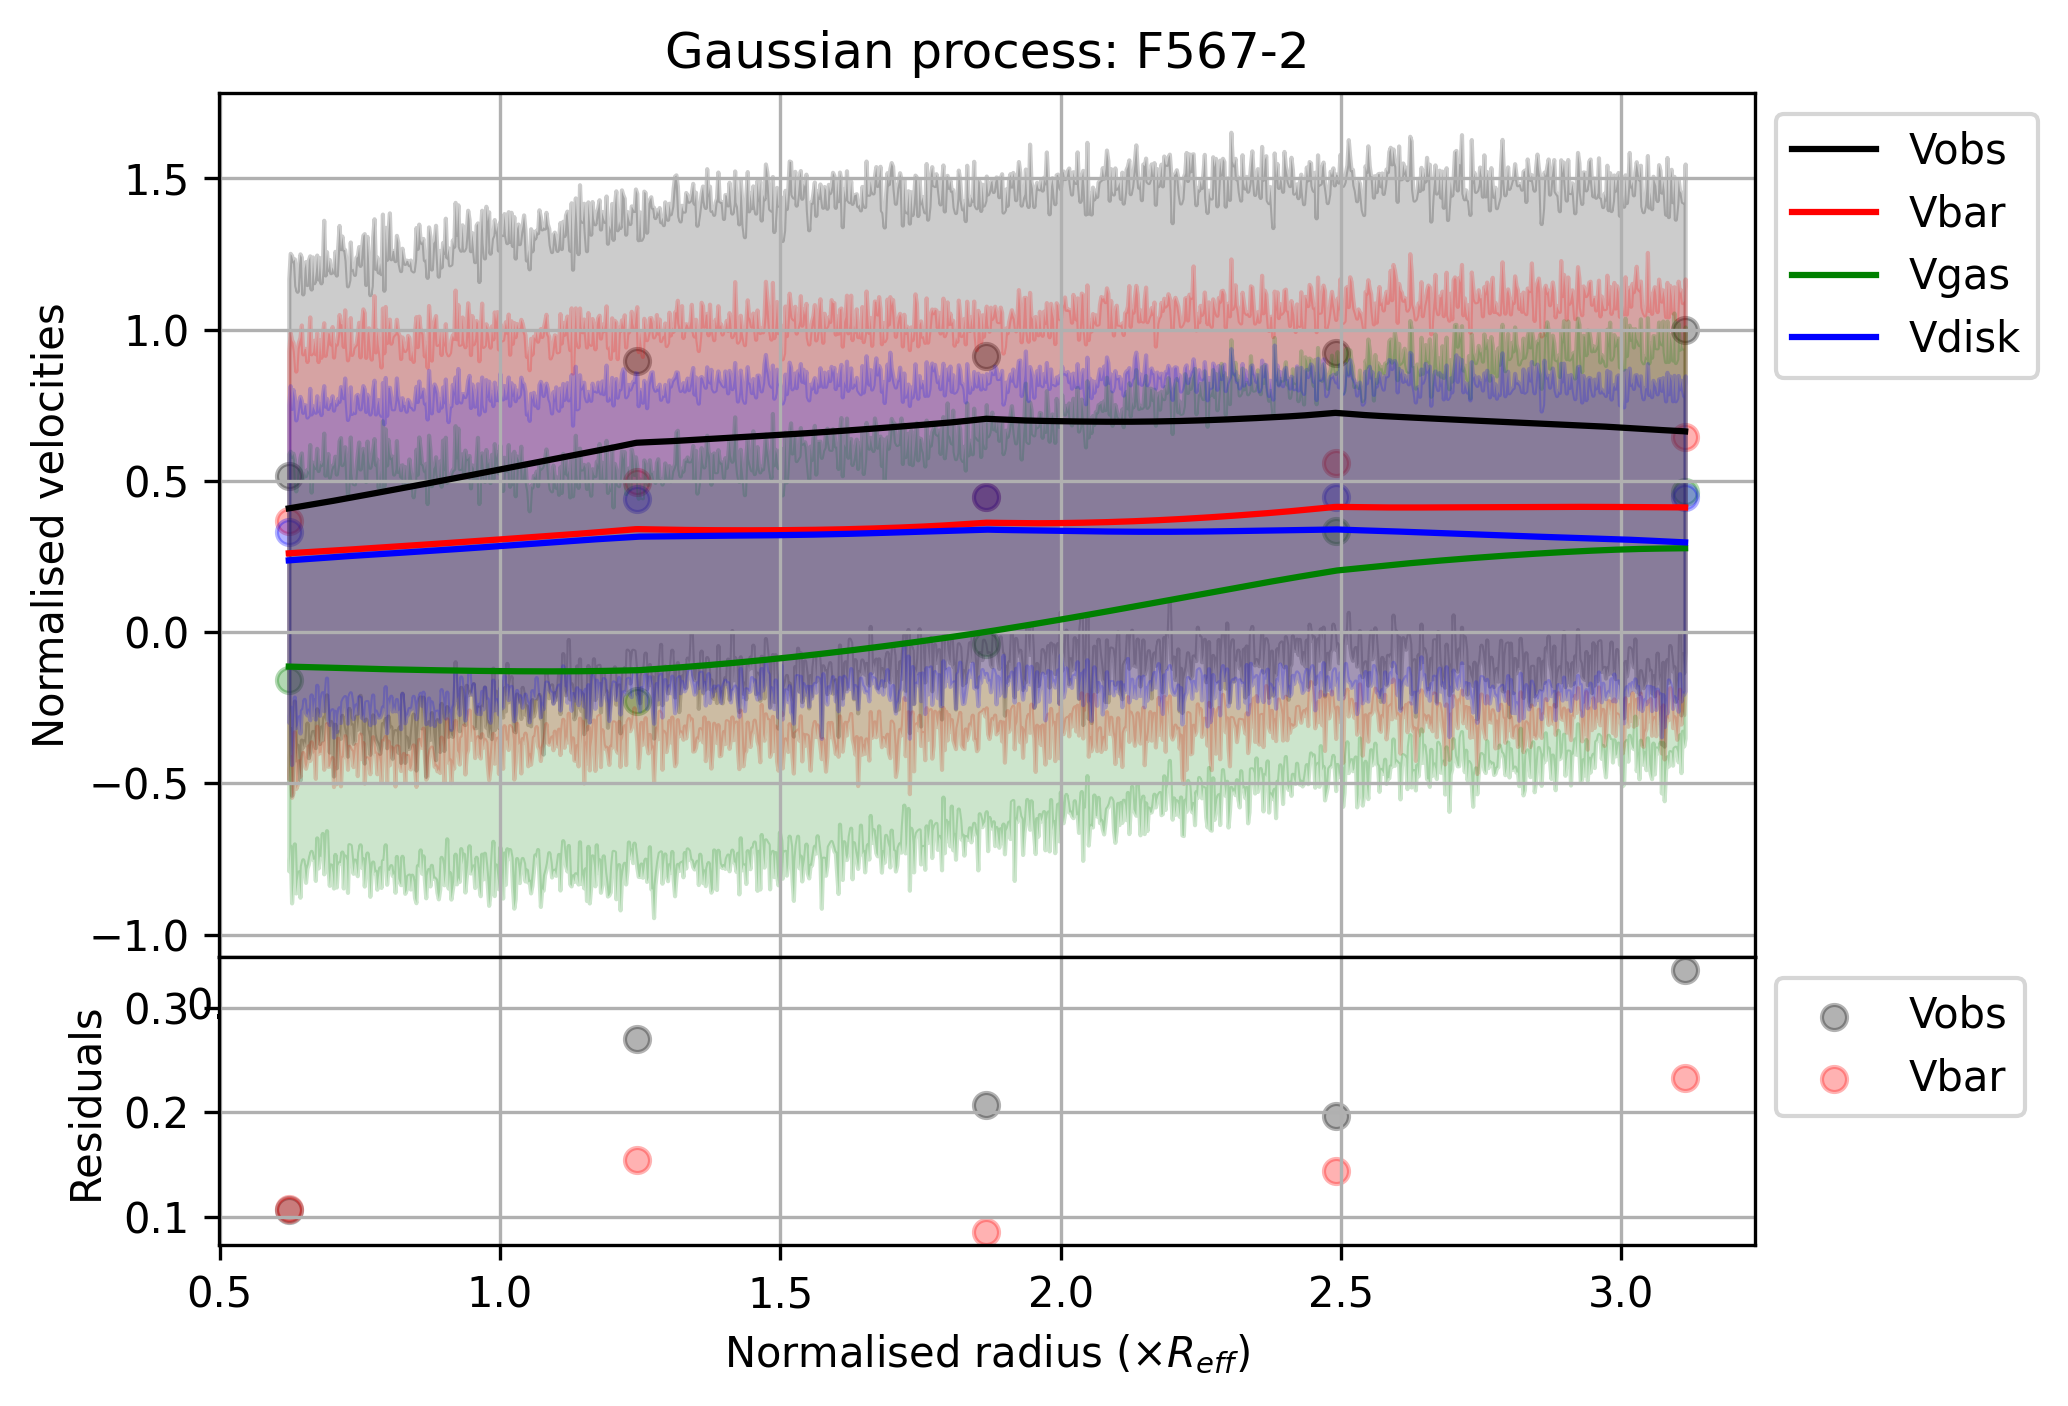 Gaussian process: F567-2
Normalised velocities
1.5
1.0
0.5
0.0
−0.5
−1.0
Vobs
Vbar
Vgas
Vdisk
Residuals
0.3
0.2
0.1
Vobs
Vbar
0.5 1.0 1.5 2.0 2.5 3.0
Normalised radius (×R_eff)